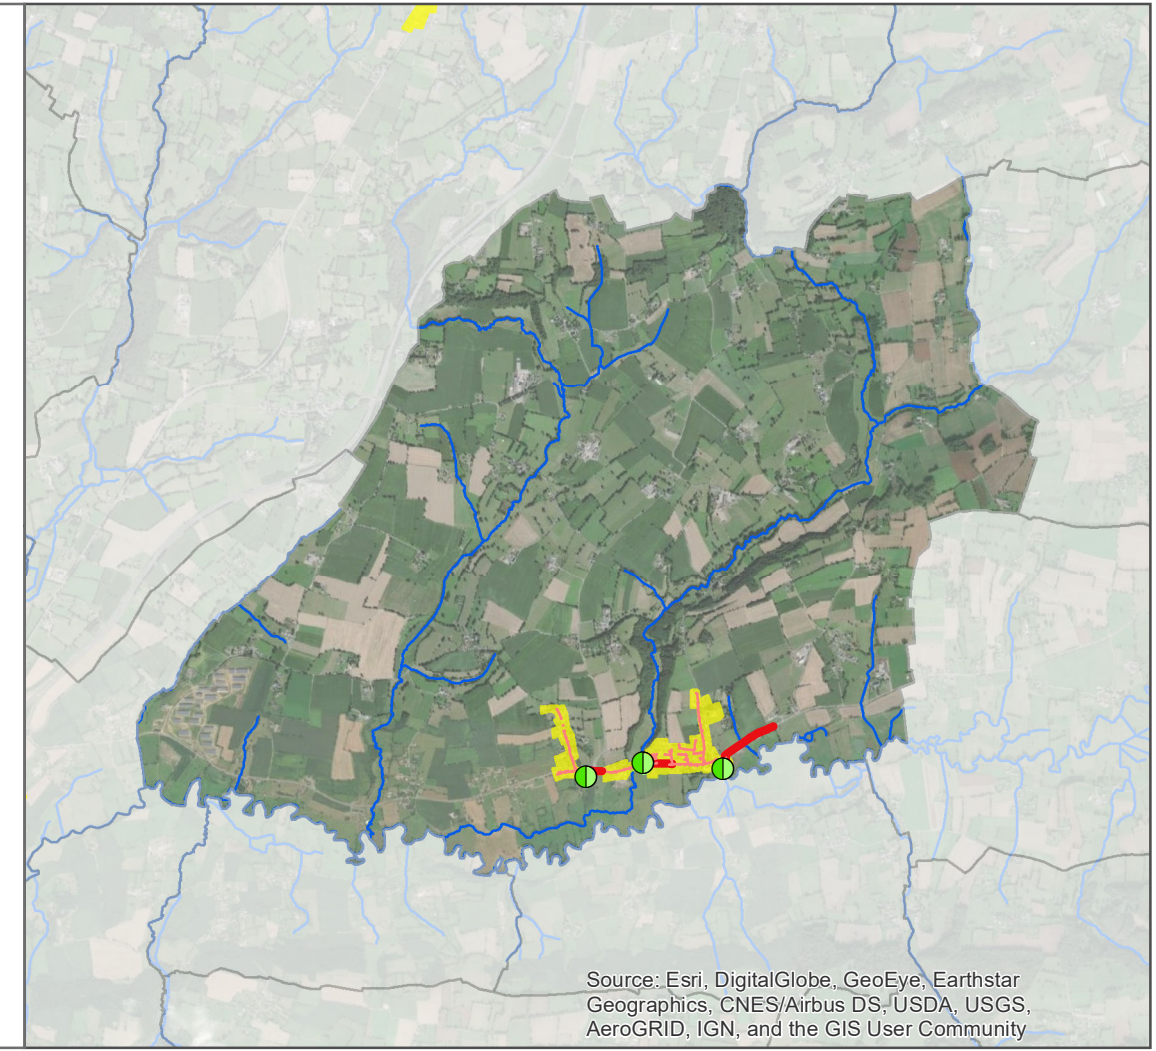 Source: Esri, DigitalGlobe, GeoEye, Earthstar
Geographics, CNES/Airbus DS, USDA, USGS,
AeroGRID, IGN, and the GIS User Community